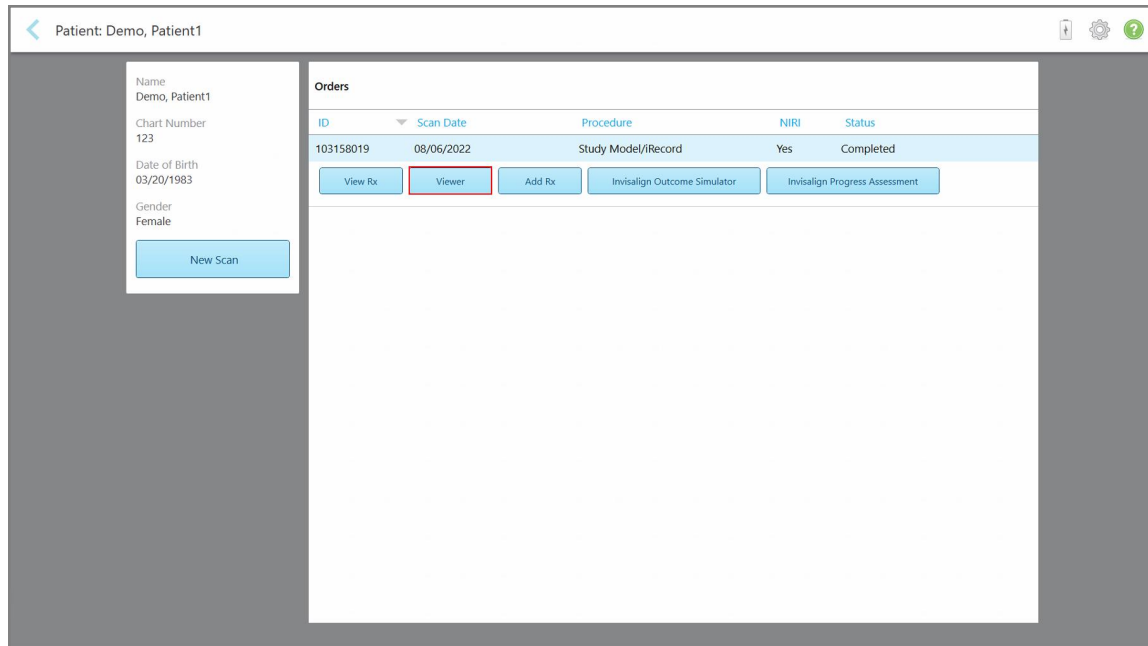 Patient: Demo, Patient1
?
Name
Demo, Patient1
Chart Number
123
Date of Birth
03/20/1983
Gender
Female
New Scan
Orders
ID Scan Date Procedure NIRI Status
103158019 08/06/2022 Study Model/iRecord Yes Completed
View Rx Viewer Add Rx Invisalign Outcome Simulator Invisalign Progress Assessment